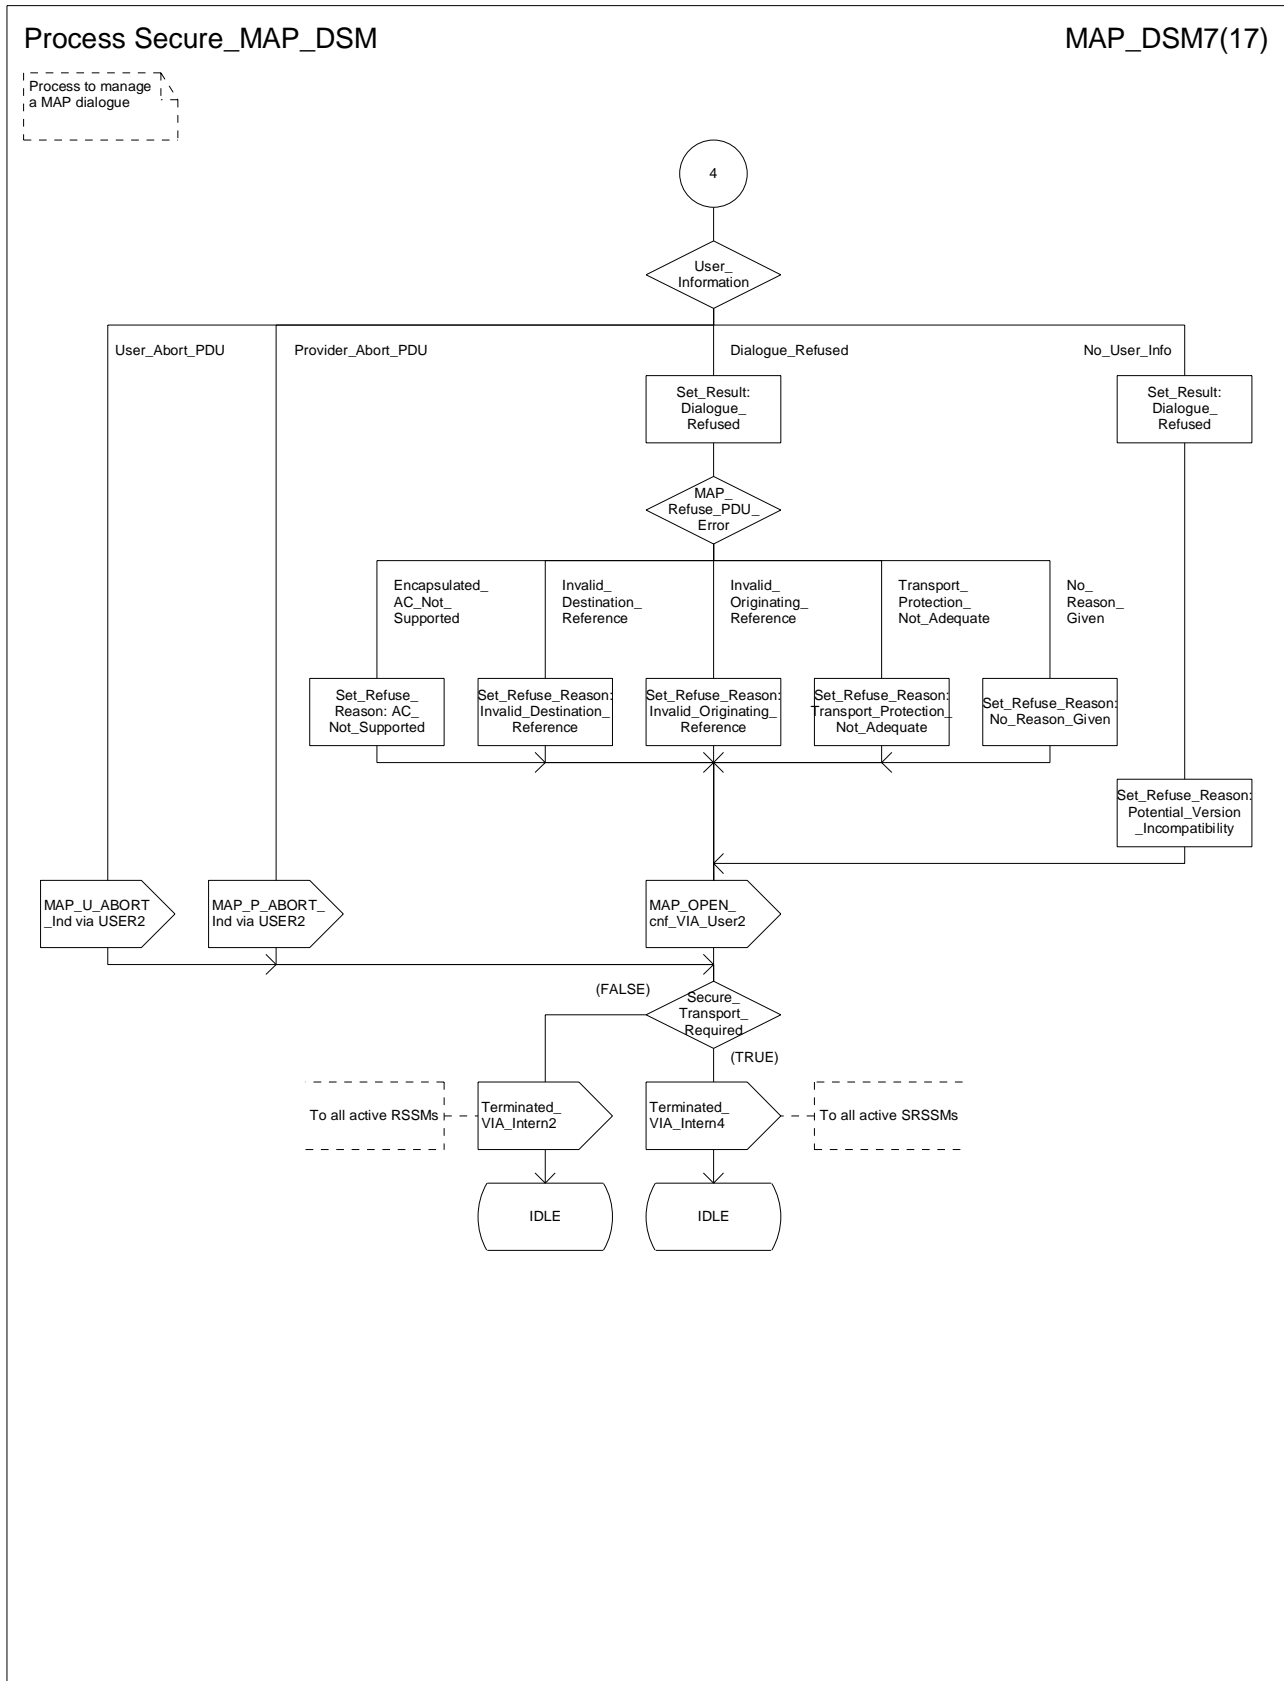 Process Secure_MAP_DSM
MAP_DSM7(17)
Process to manage
a MAP dialogue
4
User_
Information
User_Abort_PDU
Provider_Abort_PDU
Dialogue_Refused
No_User_Info
Set_Result:
Dialogue_
Refused
Set_Result:
Dialogue_
Refused
MAP_
Refuse_PDU_
Error
Encapsulated_
AC_Not_
Supported
Invalid_
Destination_
Reference
Invalid_
Originating_
Reference
Transport_
Protection_
Not_Adequate
No_
Reason_
Given
Set_Refuse_
Reason: AC_
Not_Supported
Set_Refuse_Reason:
Invalid_Destination_
Reference
Set_Refuse_Reason:
Invalid_Originating_
Reference
Set_Refuse_Reason:
Transport_Protection_
Not_Adequate
Set_Refuse_Reason:
No_Reason_Given
Set_Refuse_Reason:
Potential_Version
_Incompatibility
MAP_U_ABORT
_Ind via USER2
MAP_P_ABORT_
Ind via USER2
MAP_OPEN_
cnf_VIA_User2
(FALSE)
Secure_
Transport_
Required
(TRUE)
To all active RSSMs
Terminated_
VIA_Intern2
Terminated_
VIA_Intern4
To all active SRSSMs
IDLE
IDLE